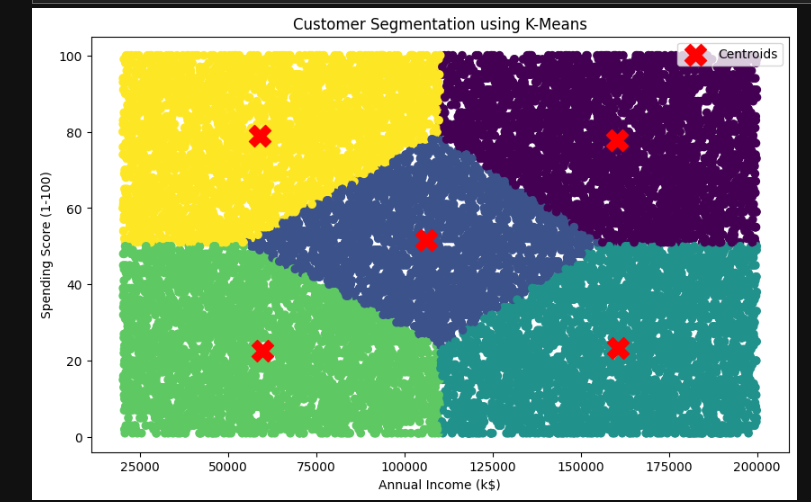 Customer Segmentation using K-Means
Centroids
100
80
60
40
20
0
Spending Score (1-100)
25000 50000 75000 100000 125000 150000 175000 200000
Annual Income (k$)